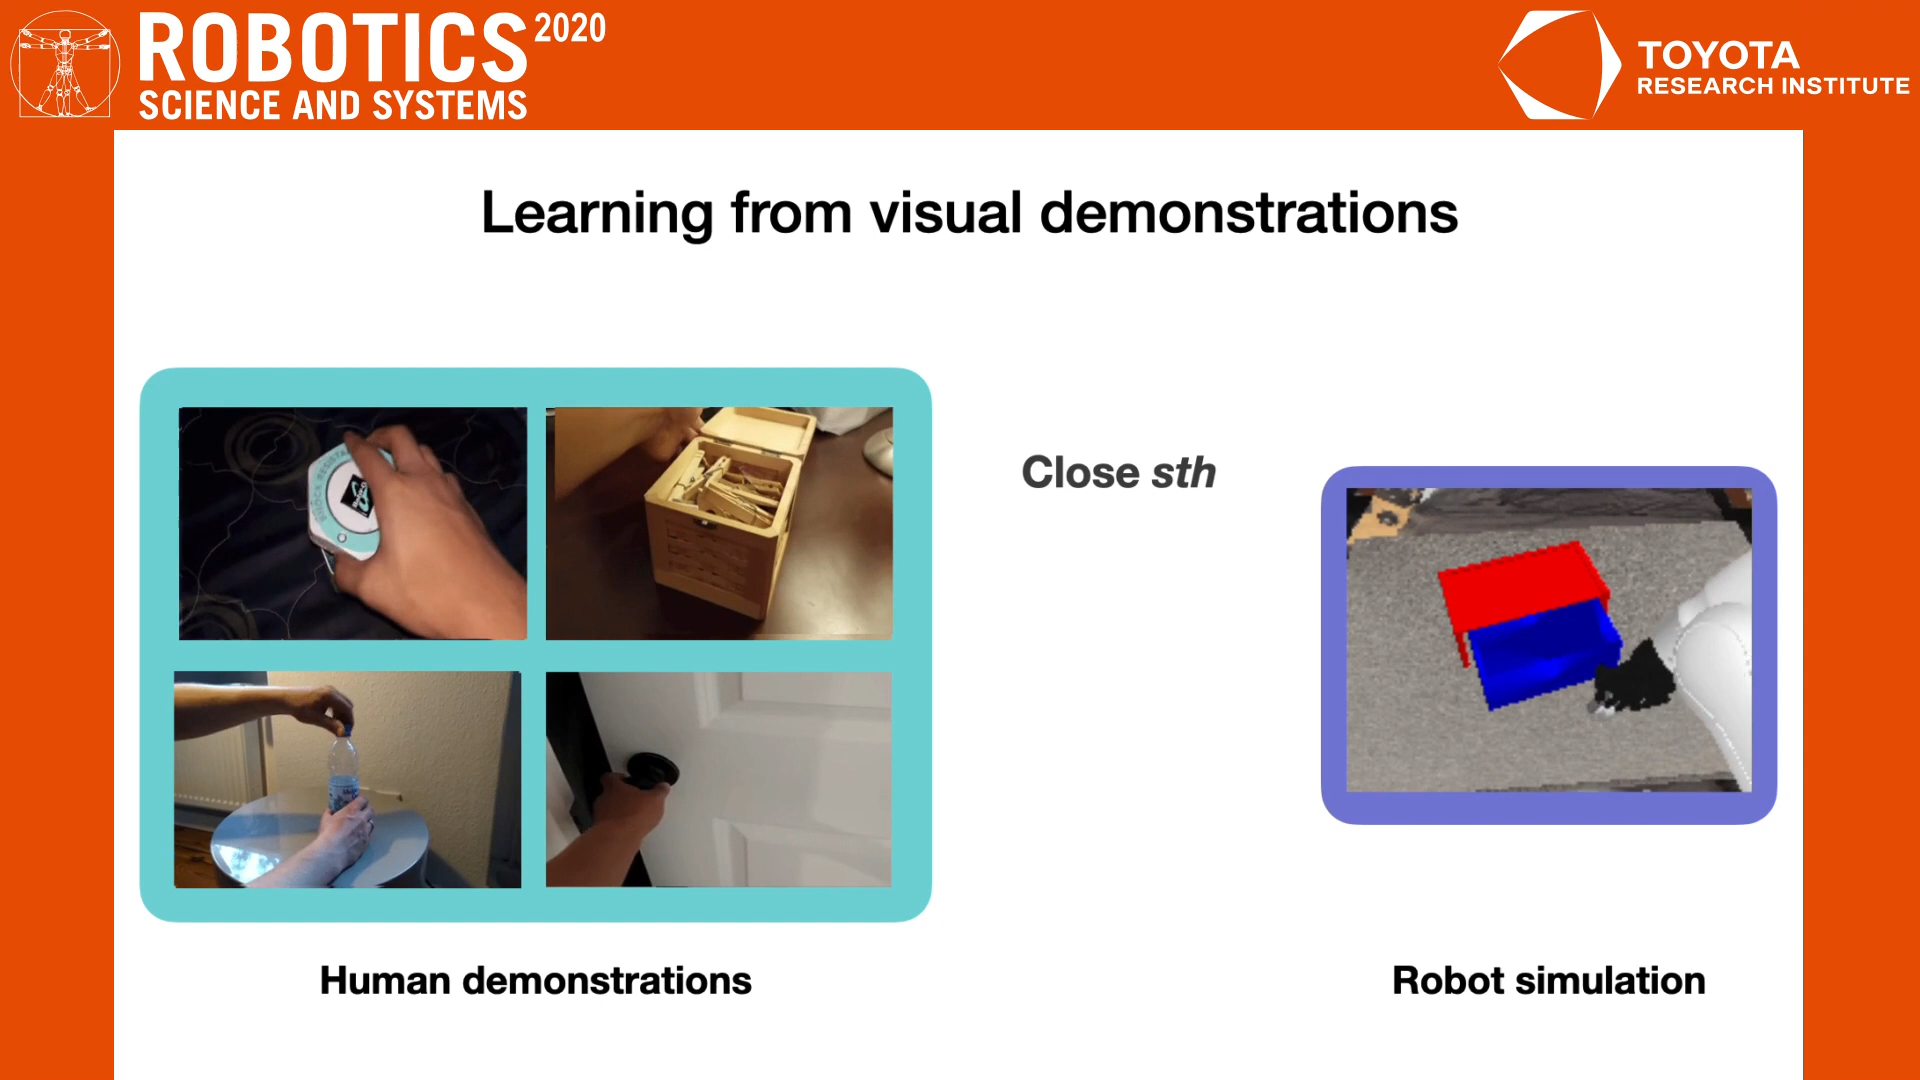 ROBOTICS 2020
SCIENCE AND SYSTEMS
TOYOTA
RESEARCH INSTITUTE
Learning from visual demonstrations
Close sth
Human demonstrations
Robot simulation